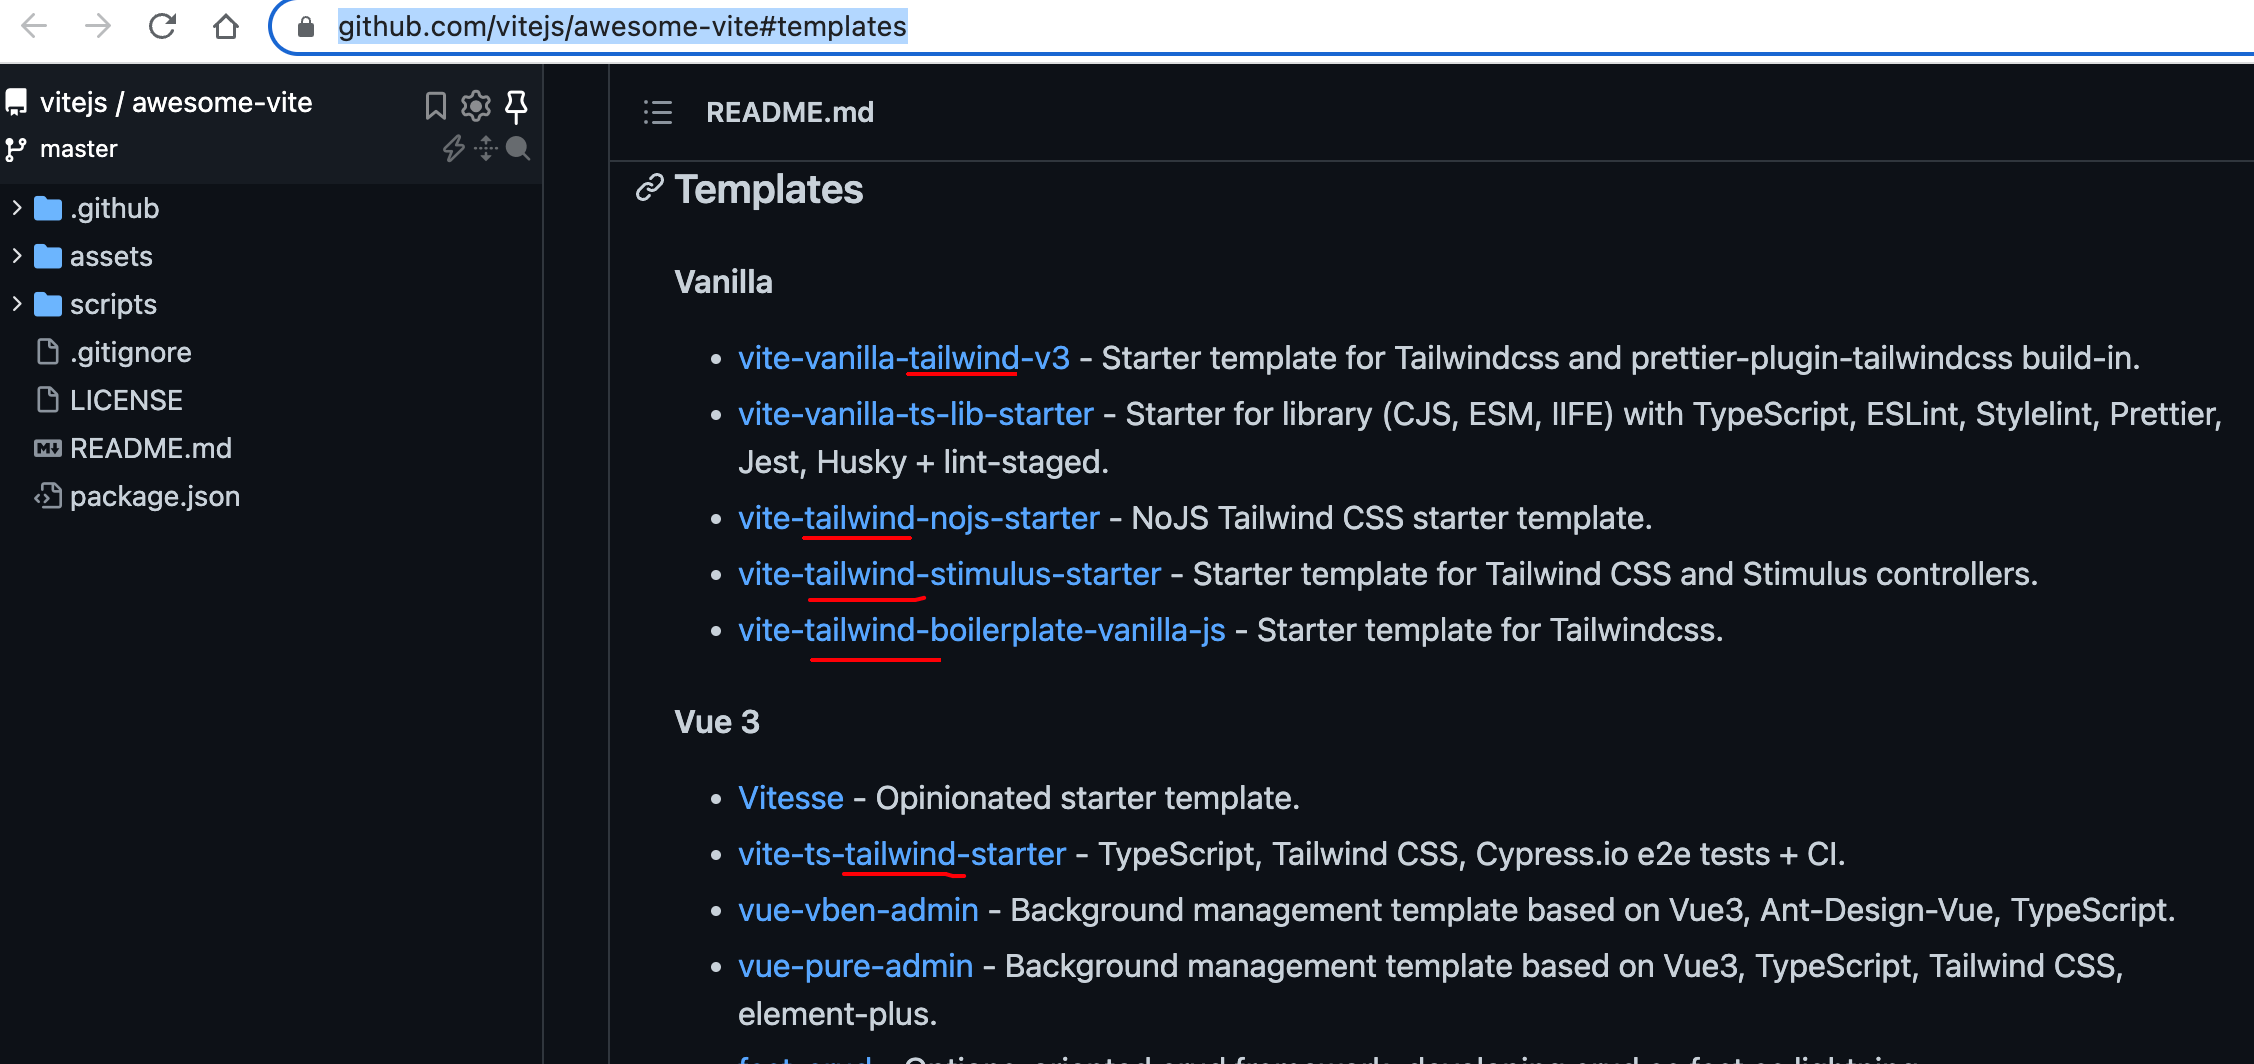 github.com/vitejs/awesome-vite#templates
vitejs / awesome-vite
master
.github
assets
scripts
.gitignore
LICENSE
README.md
package.json
README.md
Templates
Vanilla
vite-vanilla-tailwind-v3 - Starter template for Tailwindcss and prettier-plugin-tailwindcss build-in.
vite-vanilla-ts-lib-starter - Starter for library (CJS, ESM, IIFE) with TypeScript, ESLint, Stylelint, Prettier,
Jest, Husky + lint-staged.
vite-tailwind-nojs-starter - NoJS Tailwind CSS starter template.
vite-tailwind-stimulus-starter - Starter template for Tailwind CSS and Stimulus controllers.
vite-tailwind-boilerplate-vanilla-js - Starter template for Tailwindcss.
Vue 3
Vitesse - Opinionated starter template.
vite-ts-tailwind-starter - TypeScript, Tailwind CSS, Cypress.io e2e tests + CI.
vue-vben-admin - Background management template based on Vue3, Ant-Design-Vue, TypeScript.
vue-pure-admin - Background management template based on Vue3, TypeScript, Tailwind CSS,
element-plus.